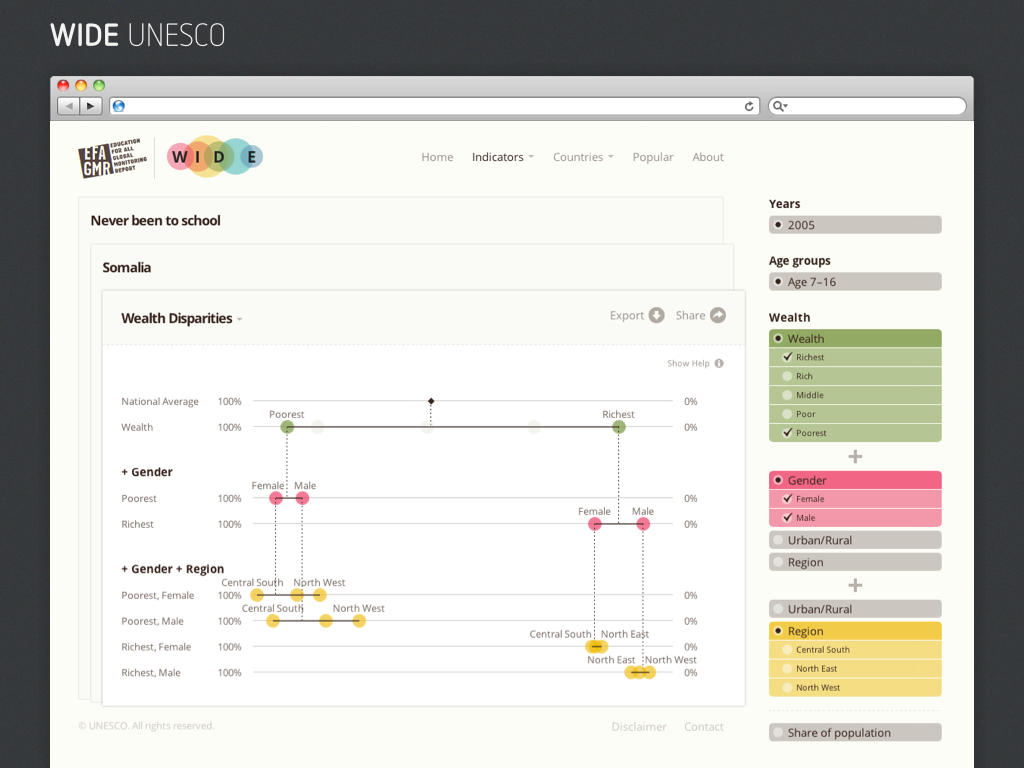 WIDE UNESCO
EFA GMR
EDUCATION
FOR ALL
GLOBAL
MONITORING
REPORT
W I D E
Home Indicators Countries Popular About
Never been to school
Somalia
Wealth Disparities
Export Share
Show Help
National Average 100% 0%
Poorest Richest
Wealth 100% 0%
+ Gender
Female Male
Poorest 100% 0%
Female Male
Richest 100% 0%
+ Gender + Region
Central South North West
Poorest, Female 100% 0%
Central South North West
Poorest, Male 100% 0%
Central South North East
Richest, Female 100% 0%
North East North West
Richest, Male 100% 0%
Years
2005
Age groups
Age 7–16
Wealth
Wealth
Richest
Rich
Middle
Poor
Poorest
+
Gender
Female
Male
Urban/Rural
Region
+
Urban/Rural
Region
Central South
North East
North West
Share of population
© UNESCO. All rights reserved.
Disclaimer Contact